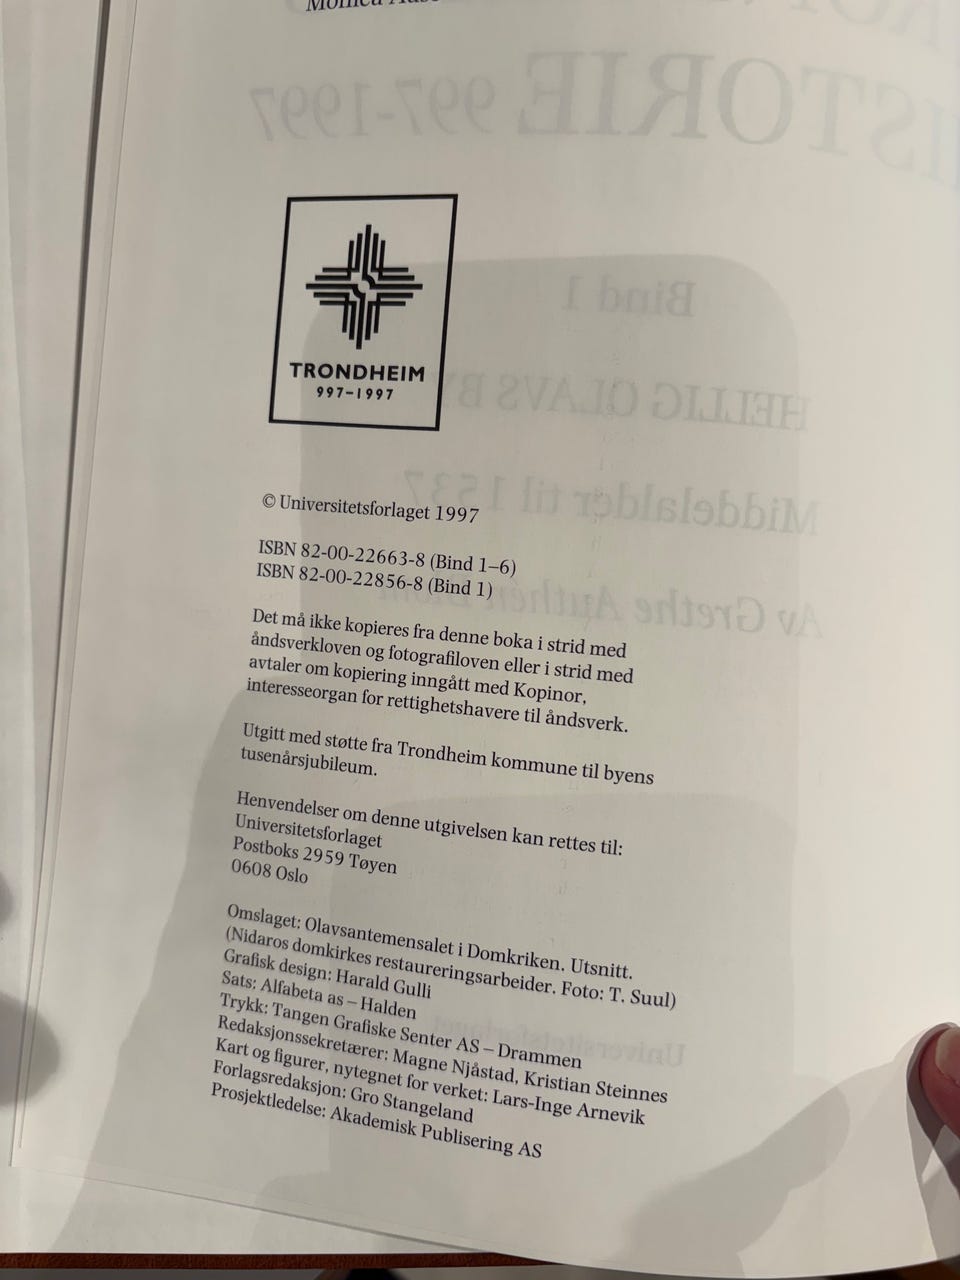 TRONDHEIM
997–1997
© Universitetsforlaget 1997
ISBN 82-00-22663-8 (Bind 1–6)
ISBN 82-00-22856-8 (Bind 1)
Det må ikke kopieres fra denne boka i strid med
åndsverkloven og fotografiloven eller i strid med
avtaler om kopiering inngått med Kopinor,
interesseorgan for rettighetshavere til åndsverk.
Utgitt med støtte fra Trondheim kommune til byens
tusenårsjubileum.
Henvendelser om denne utgivelsen kan rettes til:
Universitetsforlaget
Postboks 2959 Tøyen
0608 Oslo
Omslaget: Olavsantemensalet i Domkriken. Utsnitt.
(Nidaros domkirkes restaureringsarbeider. Foto: T. Suul)
Grafisk design: Harald Gulli
Sats: Alfabeta as – Halden
Trykk: Tangen Grafiske Senter AS – Drammen
Redaksjonssekretærer: Magne Njåstad, Kristian Steinnes
Kart og figurer, nytegnet for verket: Lars-Inge Arnevik
Forlagsredaksjon: Gro Stangeland
Prosjektledelse: Akademisk Publisering AS